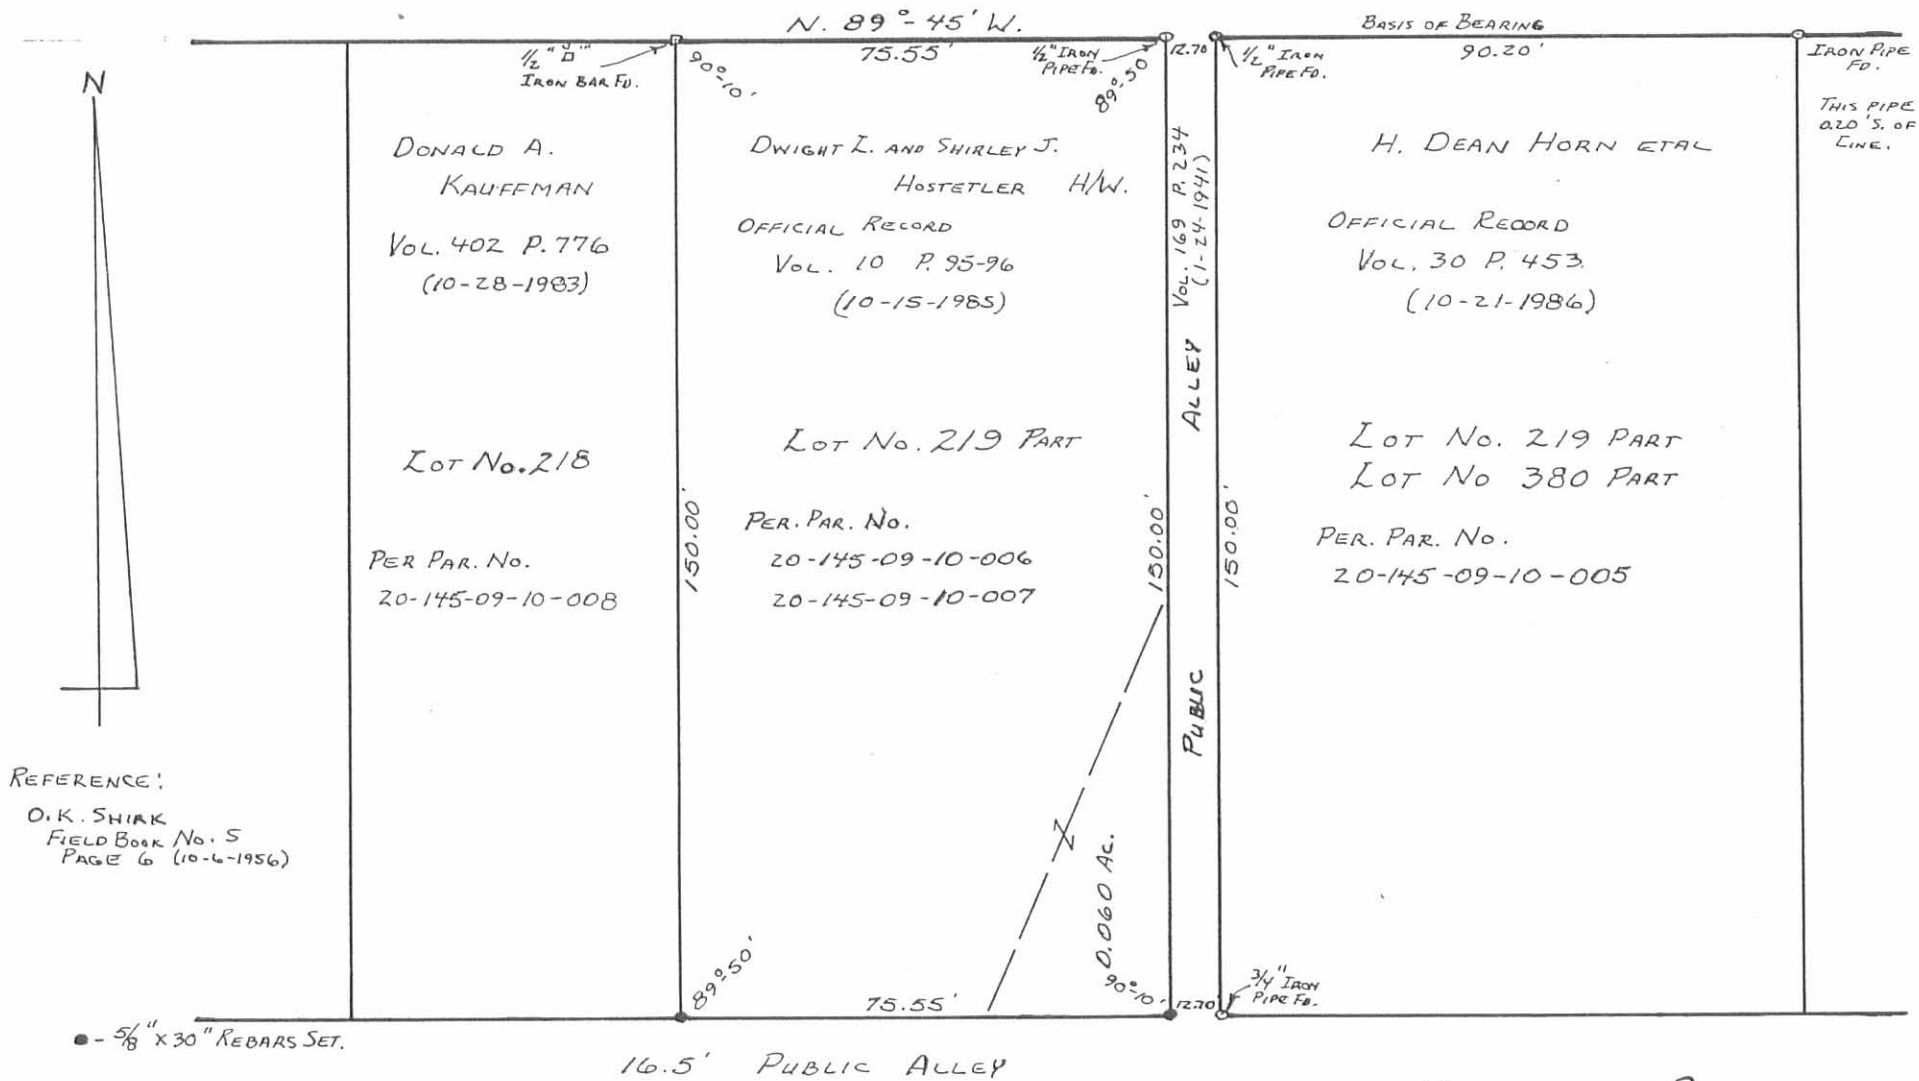 N. 89°-45' W.
BASIS OF BEARING
1/2" □"
IRON BAR FD.
75.55'
1/2" IRON
PIPE FD.
12.70
1/2" IRON
PIPE FD.
90.20'
IRON PIPE
FD.
THIS PIPE
0.20'S. OF
LINE.
90°-10'
89°-50'
N
DONALD A.
KAUFFMAN
VOL. 402 P. 776
(10-28-1983)
LOT No. 218
PER PAR. No.
20-145-09-10-008
DWIGHT L. AND SHIRLEY J.
HOSTETLER H/W.
OFFICIAL RECORD
VOL. 10 P. 95-96
(10-15-1985)
LOT No. 219 PART
PER. PAR. No.
20-145-09-10-006
20-145-09-10-007
150.00'
150.00'
VOL. 169 P. 234
(1-24-1941)
PUBLIC ALLEY
150.00'
H. DEAN HORN ETAL
OFFICIAL RECORD
VOL. 30 P. 453.
(10-21-1986)
LOT No. 219 PART
LOT No 380 PART
PER. PAR. No.
20-145-09-10-005
REFERENCE:
O.K. SHIRK
FIELD BOOK No. 5
PAGE 6 (10-6-1956)
Z
0.060 AC.
89°-50'
75.55'
90°-10'
12.70'
3/4" IRON
PIPE FD.
● - 5/8" x 30" REBARS SET.
16.5' PUBLIC ALLEY